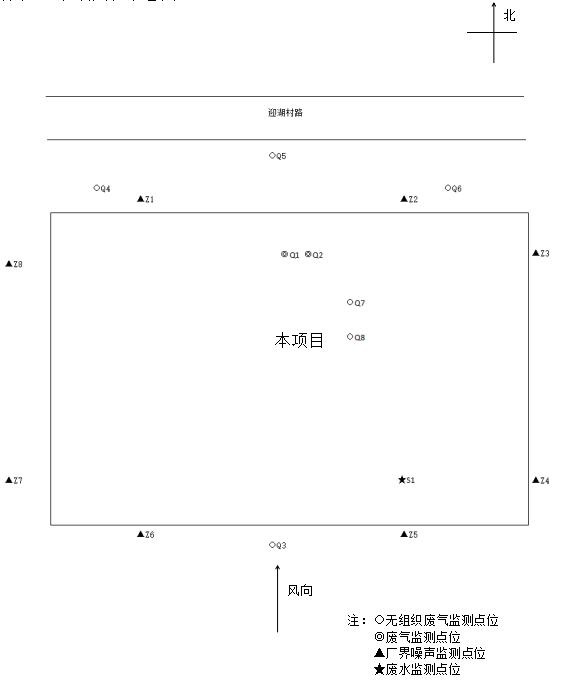 北
迎湖村路
○Q5
○Q4
○Q6
▲Z1
▲Z2
▲Z3
▲Z8
◎Q1 ◎Q2
○Q7
本项目
○Q8
▲Z7
★S1
▲Z4
▲Z6
▲Z5
○Q3
风向
注：○无组织废气监测点位
◎废气监测点位
▲厂界噪声监测点位
★废水监测点位